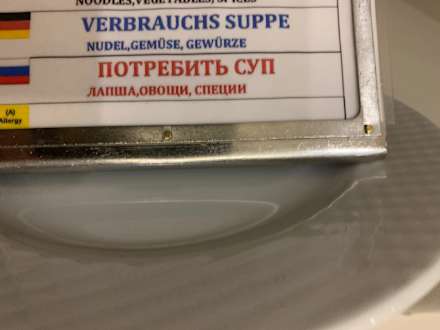 NOODLES,VEGETABLES, SPICES
VERBRAUCHS SUPPE
NUDEL,GEMÜSE, GEWÜRZE
ПОТРЕБИТЬ СУП
ЛАПША,ОВОЩИ, СПЕЦИИ
(A)
Allergy